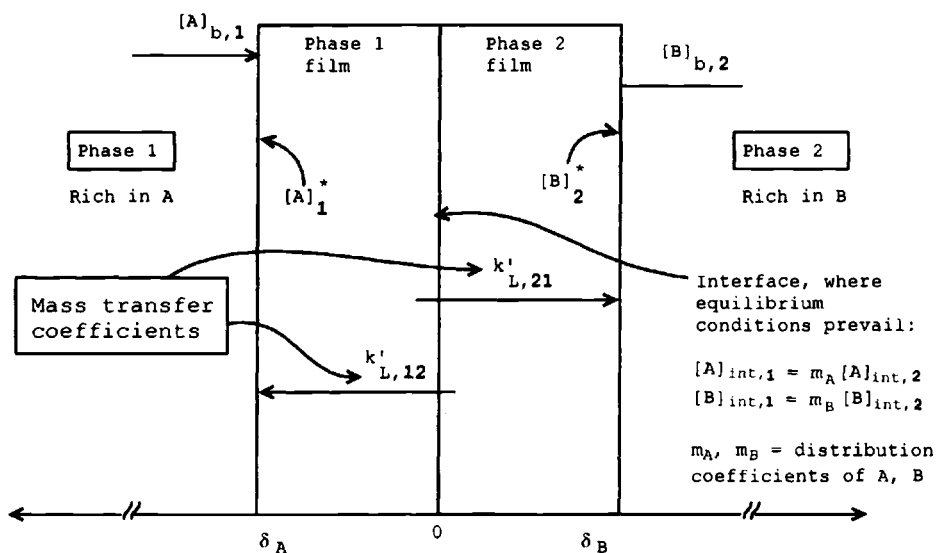 [A]b,1
Phase 1
film
Phase 2
film
[B]b,2
Phase 1
Rich in A
[A]1*
[B]2*
Phase 2
Rich in B
Mass transfer
coefficients
k'L,21
k'L,12
Interface, where
equilibrium
conditions prevail:
[A]int,1 = mA [A]int,2
[B]int,1 = mB [B]int,2
mA, mB = distribution
coefficients of A, B
δA
0
δB